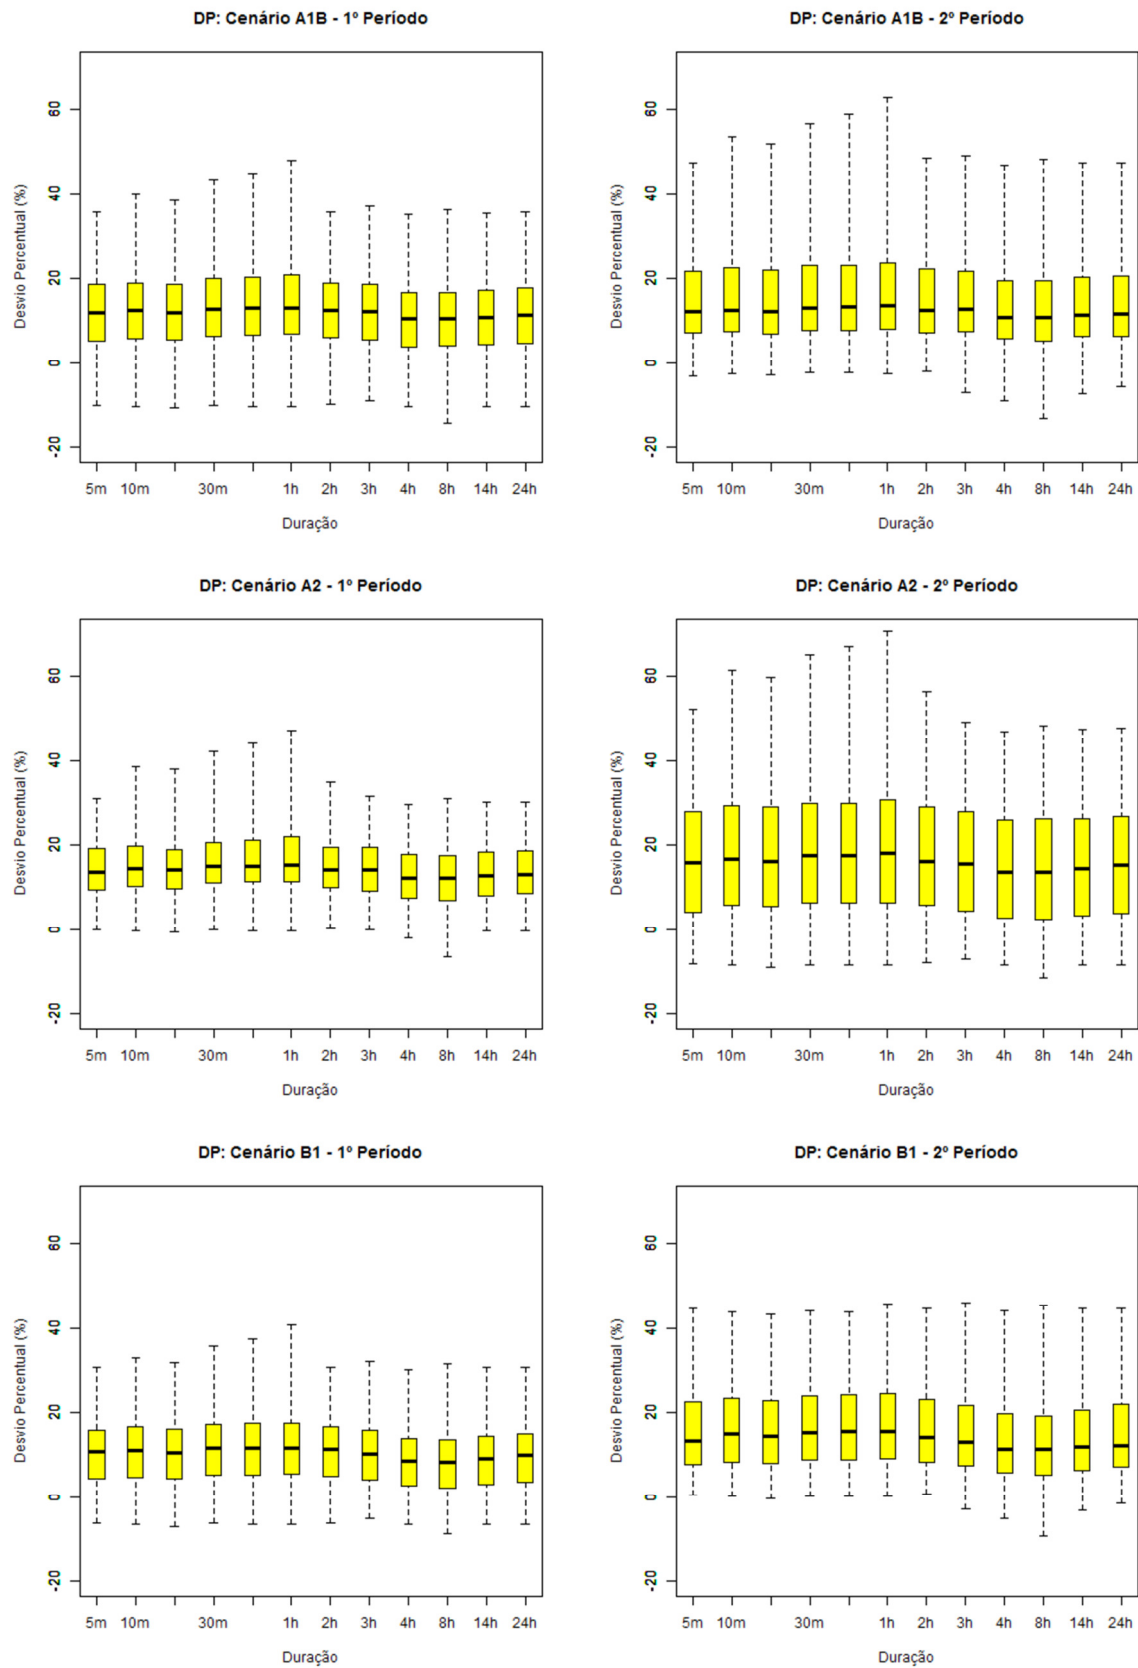 DP: Cenário A1B - 1º Período
Desvio Percentual (%)
60
40
20
0
-20
5m 10m 30m 1h 2h 3h 4h 8h 14h 24h
Duração
DP: Cenário A1B - 2º Período
Desvio Percentual (%)
60
40
20
0
-20
5m 10m 30m 1h 2h 3h 4h 8h 14h 24h
Duração
DP: Cenário A2 - 1º Período
Desvio Percentual (%)
60
40
20
0
-20
5m 10m 30m 1h 2h 3h 4h 8h 14h 24h
Duração
DP: Cenário A2 - 2º Período
Desvio Percentual (%)
60
40
20
0
-20
5m 10m 30m 1h 2h 3h 4h 8h 14h 24h
Duração
DP: Cenário B1 - 1º Período
Desvio Percentual (%)
60
40
20
0
-20
5m 10m 30m 1h 2h 3h 4h 8h 14h 24h
Duração
DP: Cenário B1 - 2º Período
Desvio Percentual (%)
60
40
20
0
-20
5m 10m 30m 1h 2h 3h 4h 8h 14h 24h
Duração